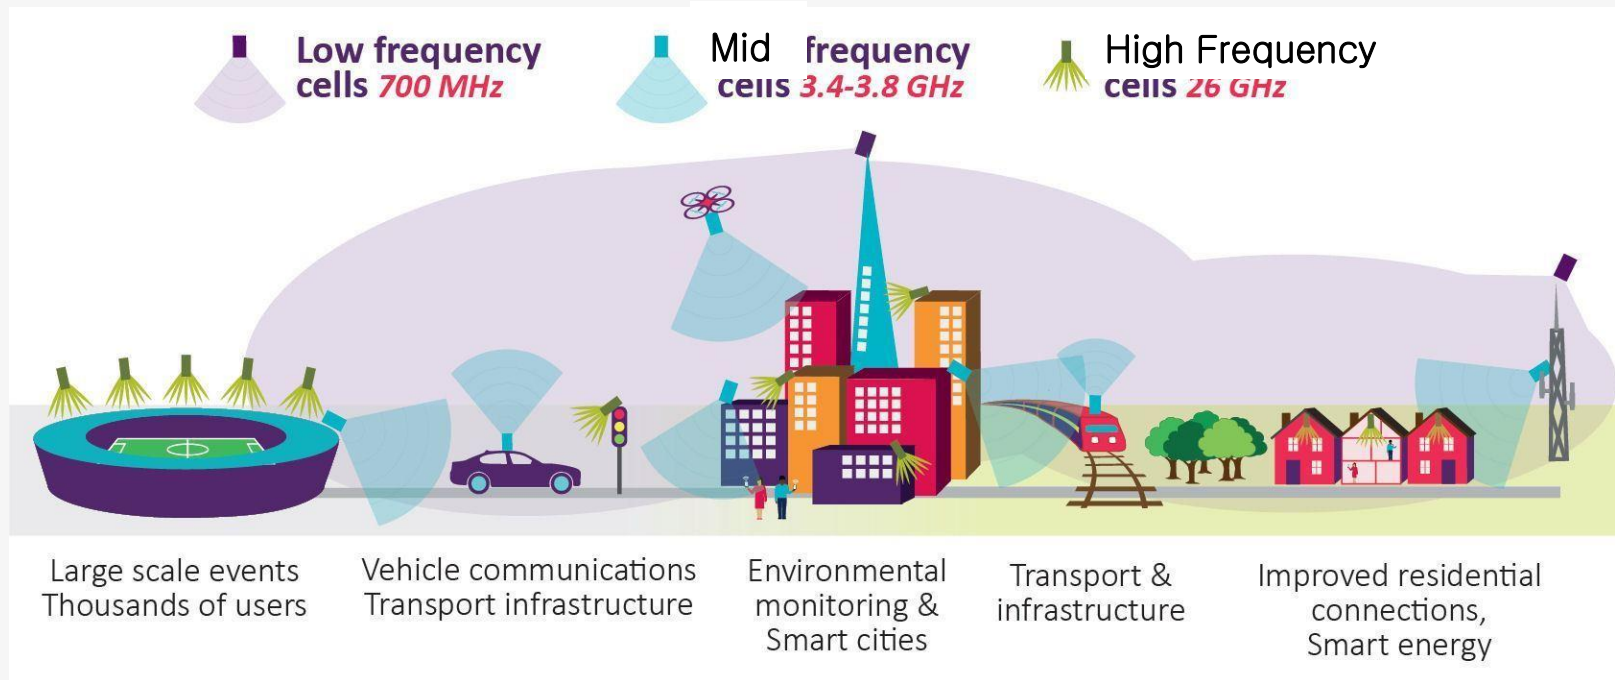 Low frequency
cells 700 MHz
Mid frequency
cells 3.4-3.8 GHz
High Frequency
cells 26 GHz
Large scale events
Thousands of users
Vehicle communications
Transport infrastructure
Environmental
monitoring &
Smart cities
Transport &
infrastructure
Improved residential
connections,
Smart energy